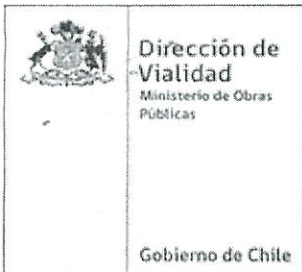 Dirección de
Vialidad
Ministerio de Obras
Públicas
Gobierno de Chile